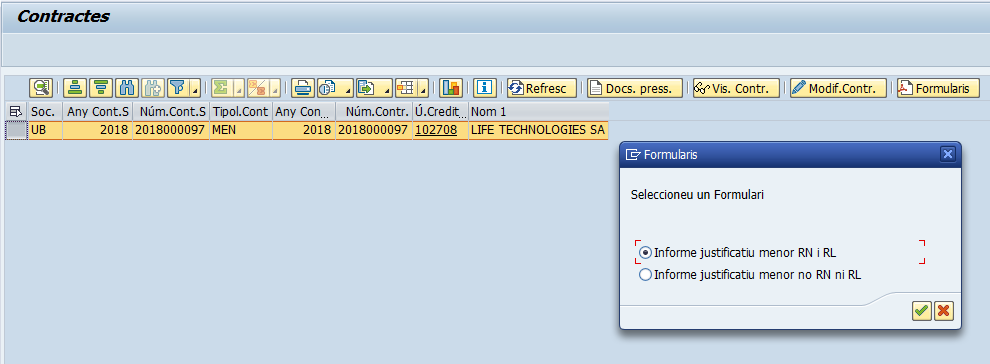 Contractes
Refresc Docs. press. Vis. Contr. Modif.Contr. Formularis
Soc. Any Cont.S Núm.Cont.S Tipol.Cont Any Con... Núm.Contr. Ú.Credit... Nom 1
UB 2018 2018000097 MEN 2018 2018000097 102708 LIFE TECHNOLOGIES SA
Formularis
Seleccioneu un Formulari
Informe justificatiu menor RN i RL
Informe justificatiu menor no RN ni RL